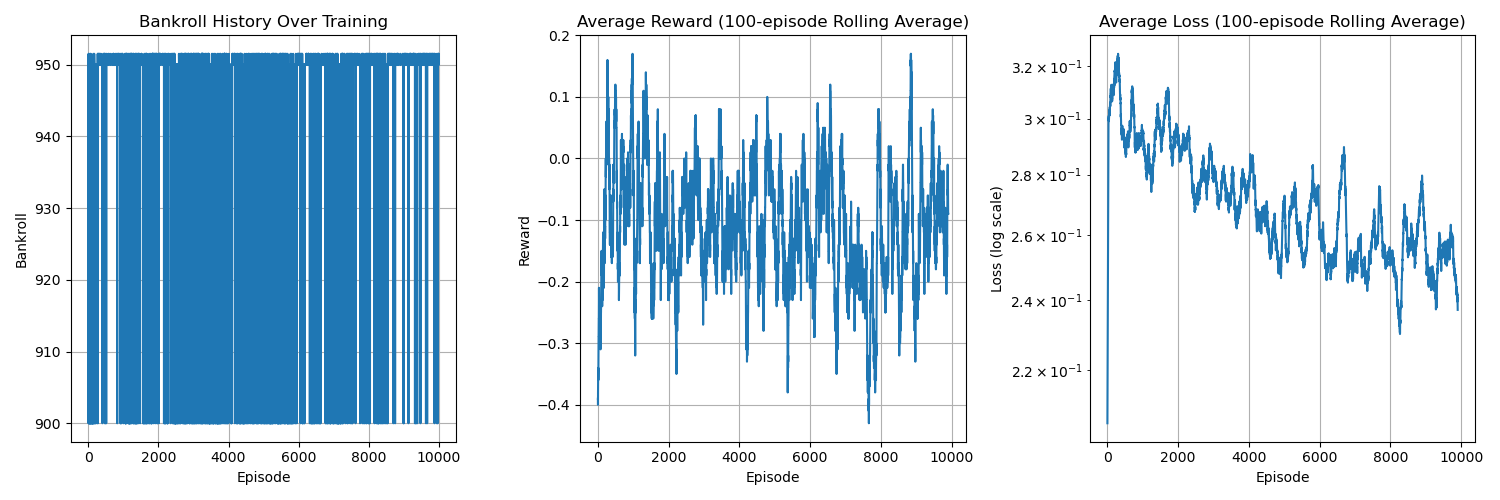 Bankroll History Over Training
950
940
930
920
910
900
Bankroll
0 2000 4000 6000 8000 10000
Episode
Average Reward (100-episode Rolling Average)
0.2
0.1
0.0
−0.1
−0.2
−0.3
−0.4
Reward
0 2000 4000 6000 8000 10000
Episode
Average Loss (100-episode Rolling Average)
3.2 × 10⁻¹
3 × 10⁻¹
2.8 × 10⁻¹
2.6 × 10⁻¹
2.4 × 10⁻¹
2.2 × 10⁻¹
Loss (log scale)
0 2000 4000 6000 8000 10000
Episode